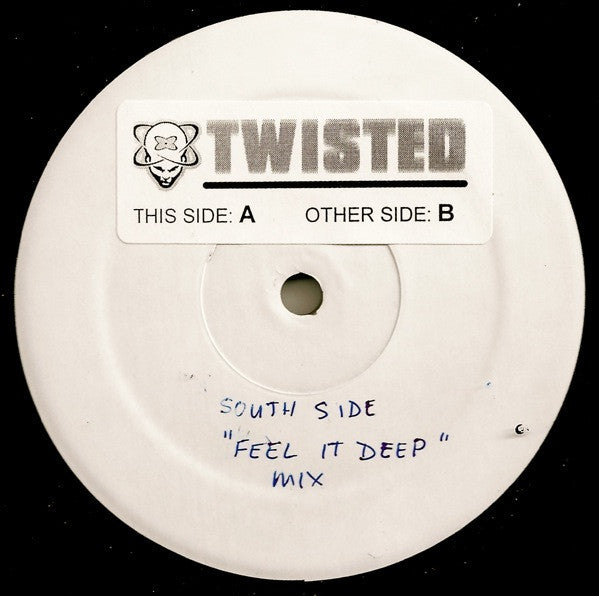 TWISTED
THIS SIDE: A OTHER SIDE: B
SOUTH SIDE
"FEEL IT DEEP"
MIX